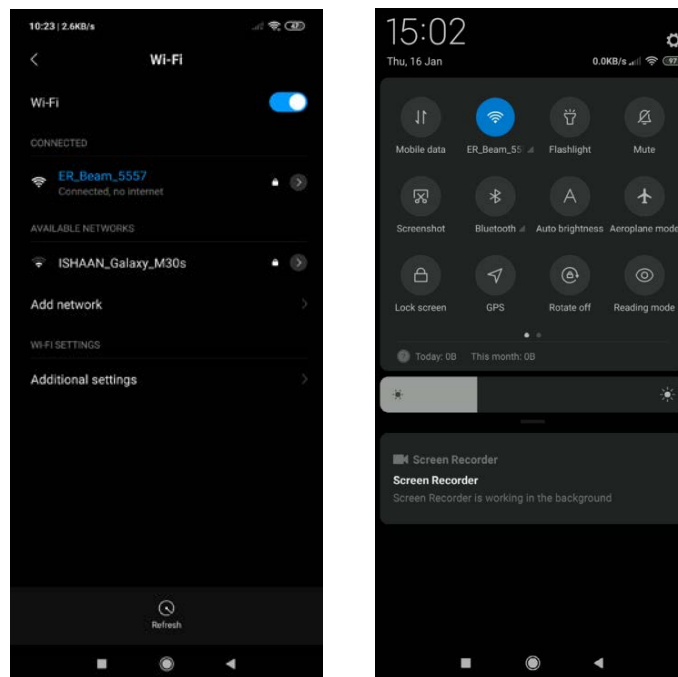 10:23 | 2.6KB/s 47
Wi-Fi
Wi-Fi
CONNECTED
ER_Beam_5557
Connected, no internet
AVAILABLE NETWORKS
ISHAAN_Galaxy_M30s
Add network
WI-FI SETTINGS
Additional settings
Refresh
15:02
Thu, 16 Jan 0.0KB/s 97
Mobile data ER_Beam_55 Flashlight Mute
Screenshot Bluetooth Auto brightness Aeroplane mode
Lock screen GPS Rotate off Reading mode
Today: 0B This month: 0B
Screen Recorder
Screen Recorder
Screen Recorder is working in the background